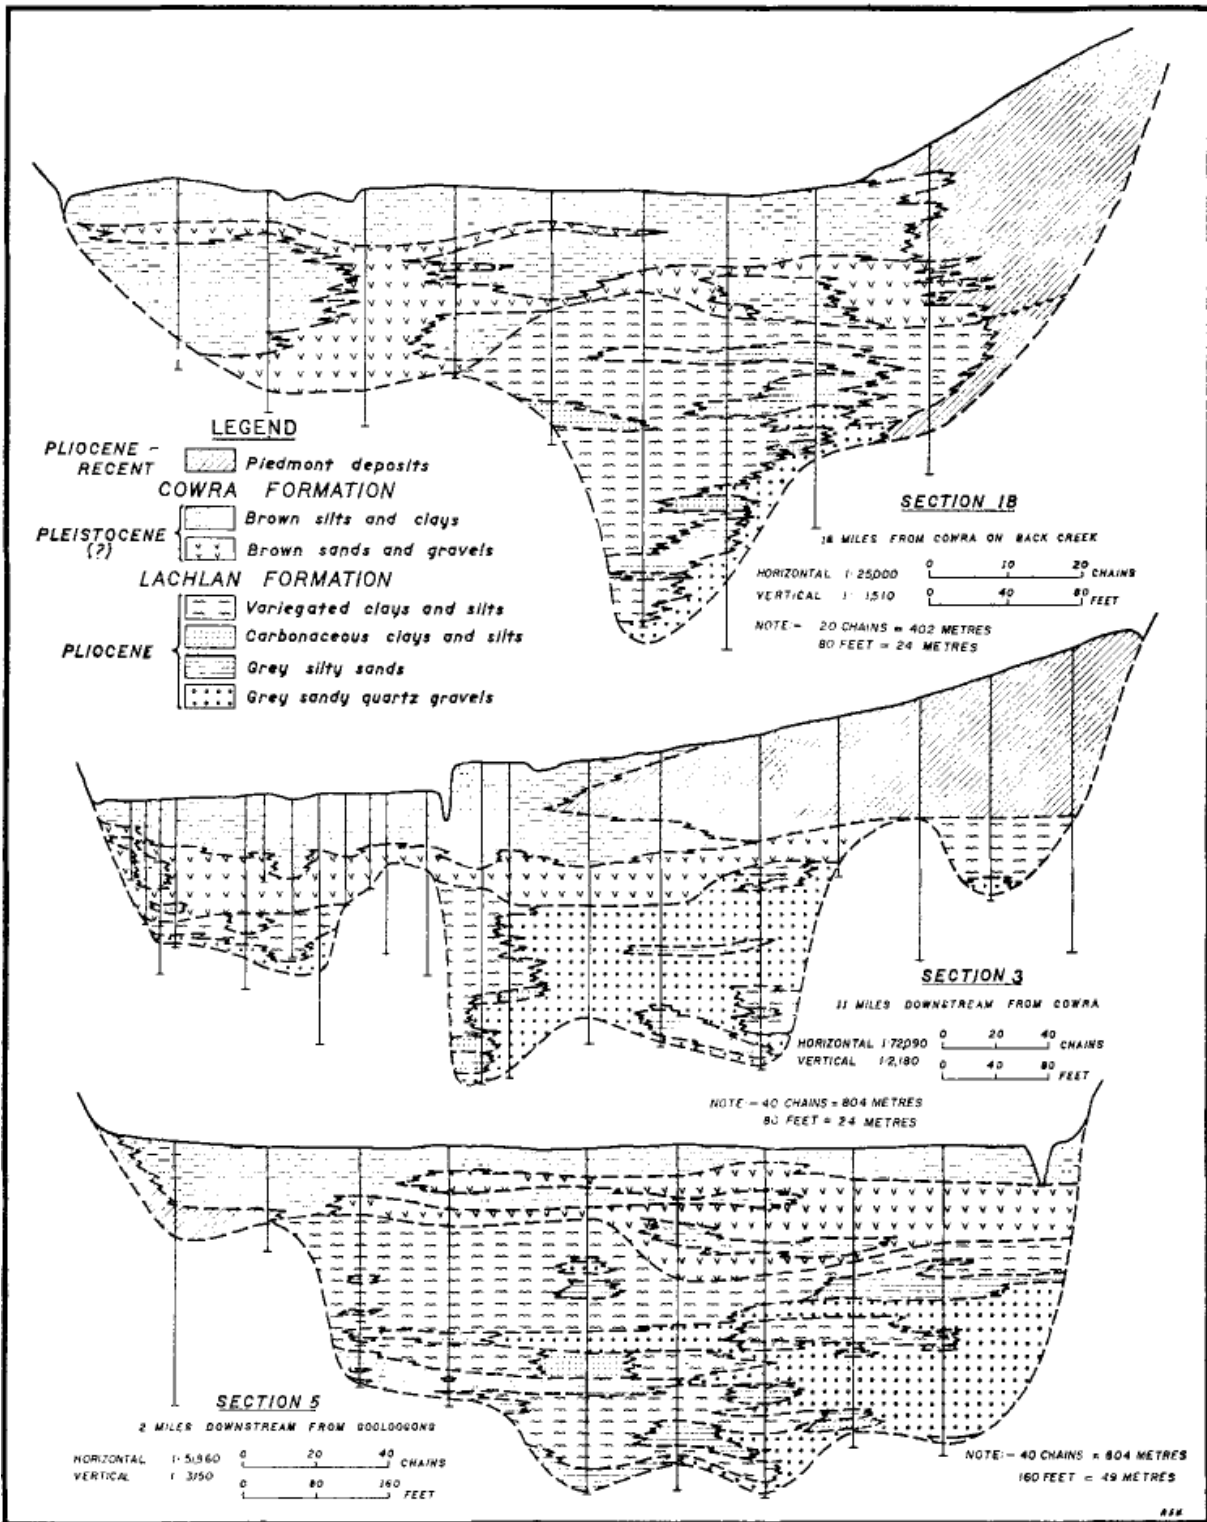 LEGEND
PLIOCENE - RECENT
Piedmont deposits
COWRA FORMATION
PLEISTOCENE (?)
Brown silts and clays
Brown sands and gravels
LACHLAN FORMATION
PLIOCENE
Variegated clays and silts
Carbonaceous clays and silts
Grey silty sands
Grey sandy quartz gravels
SECTION 1B
MILES FROM COWRA ON BACK CREEK
HORIZONTAL 1:25,000
0 10 20 CHAINS
VERTICAL 1: 1,510
0 40 80 FEET
NOTE:- 20 CHAINS = 402 METRES
80 FEET = 24 METRES
SECTION 3
11 MILES DOWNSTREAM FROM COWRA
HORIZONTAL 1:72,090
0 20 40 CHAINS
VERTICAL 1:2,180
0 40 80 FEET
NOTE:- 40 CHAINS = 804 METRES
80 FEET = 24 METRES
SECTION 5
2 MILES DOWNSTREAM FROM GOOLOOGONG
HORIZONTAL 1:51,960
0 20 40 CHAINS
VERTICAL 1: 3,150
0 80 160 FEET
NOTE:- 40 CHAINS = 804 METRES
160 FEET = 49 METRES